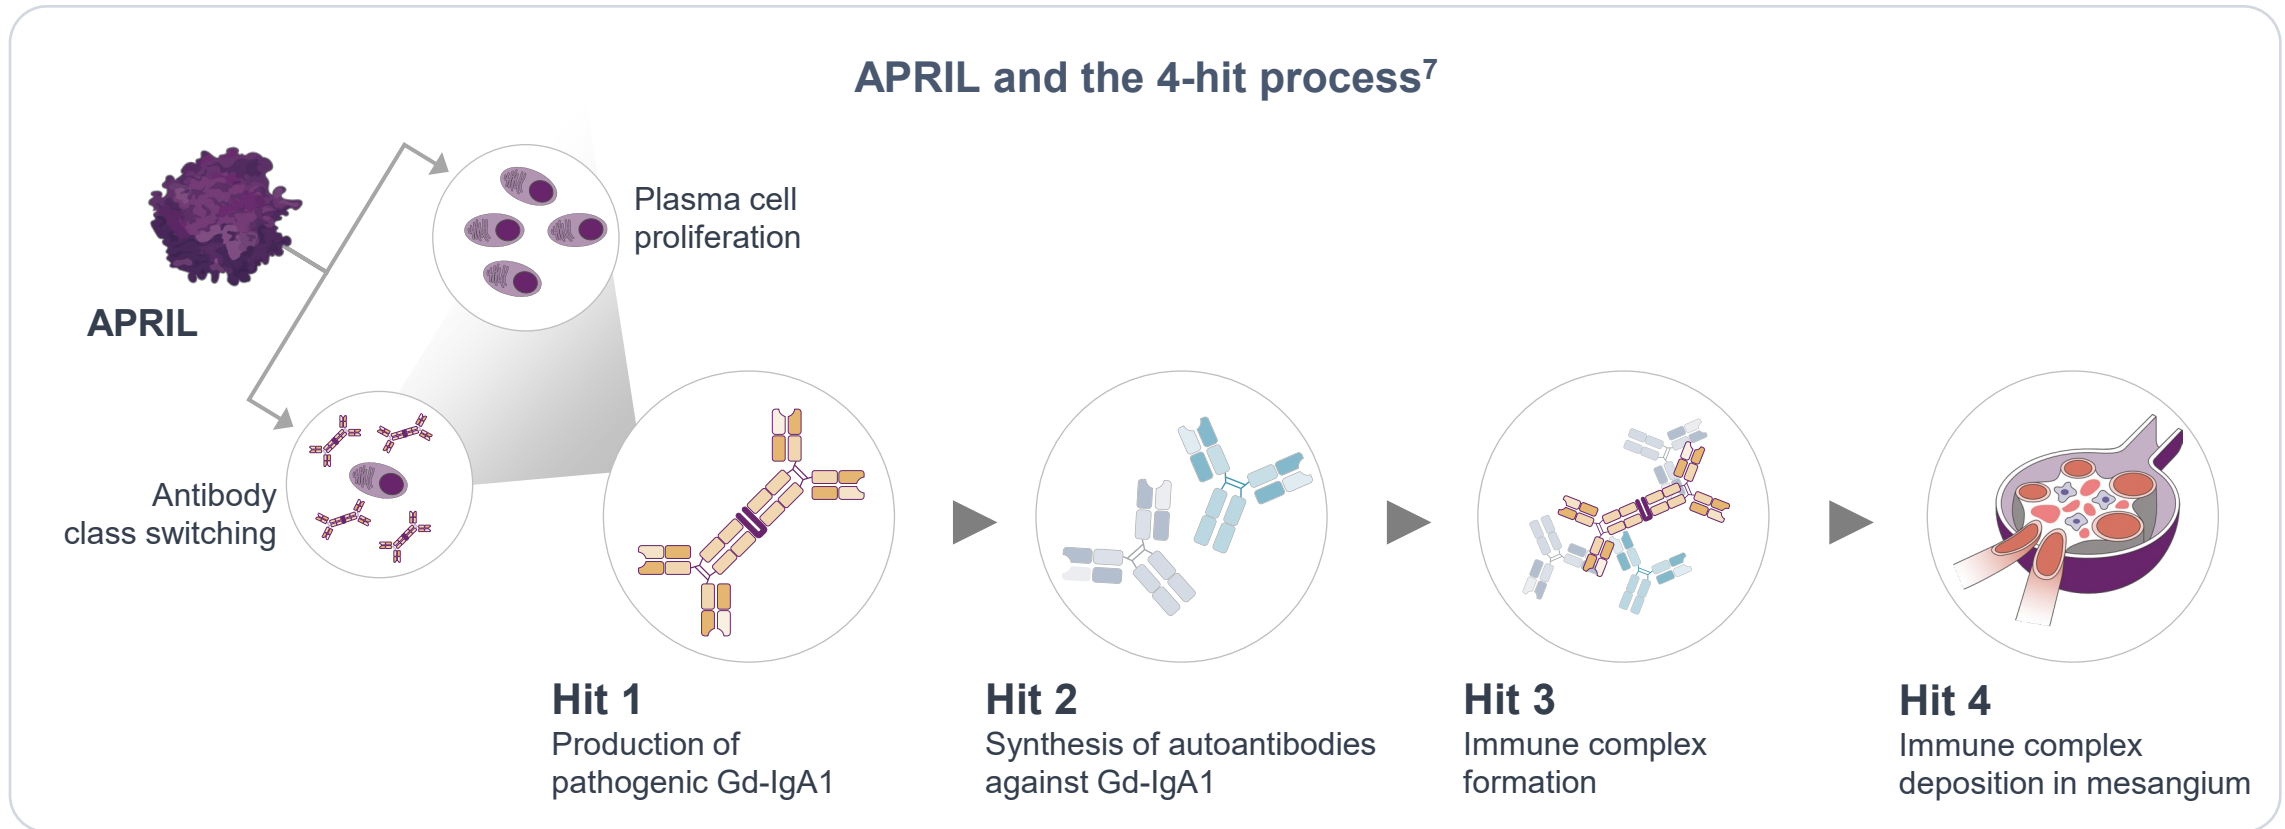 APRIL and the 4-hit process⁷
Plasma cell
proliferation
APRIL
Antibody
class switching
Hit 1
Production of
pathogenic Gd-IgA1
Hit 2
Synthesis of autoantibodies
against Gd-IgA1
Hit 3
Immune complex
formation
Hit 4
Immune complex
deposition in mesangium